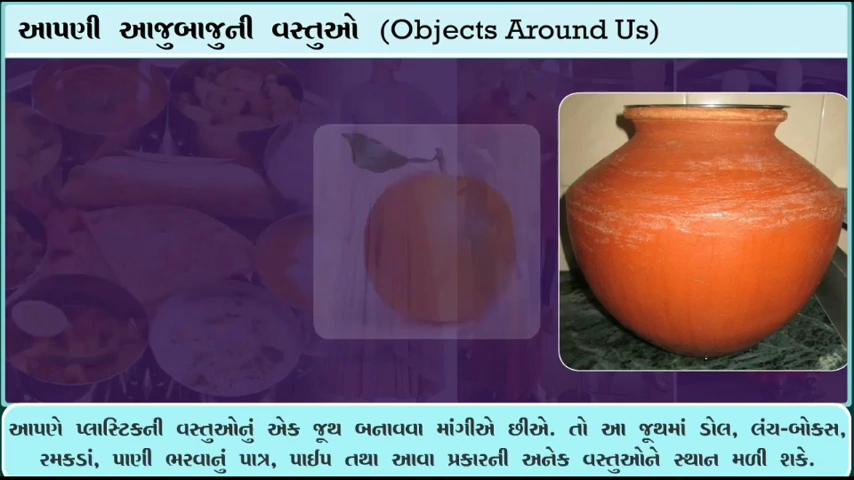 આપણી આજુબાજુની વસ્તુઓ (Objects Around Us)
આપણે પ્લાસ્ટિકની વસ્તુઓનું એક જૂથ બનાવવા માંગીએ છીએ. તો આ જૂથમાં ડોલ, લંચ-બોક્સ,
રમકડાં, પાણી ભરવાનું પાત્ર, પાઈપ તથા આવા પ્રકારની અનેક વસ્તુઓને સ્થાન મળી શકે.